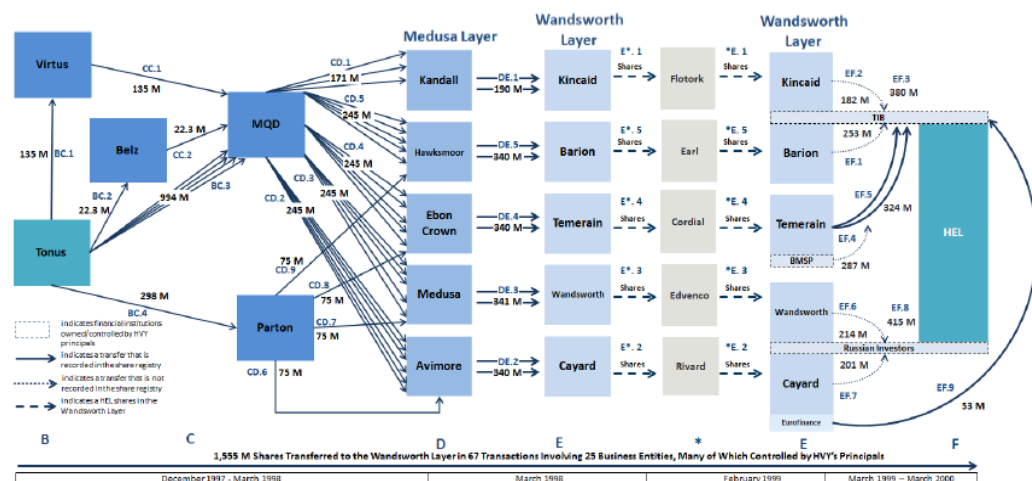 Wandsworth Layer
Wandsworth Layer
Medusa Layer
Virtus
CC.1
135 M
CD.1
171 M
Kandall
DE.1
190 M
Kincaid
E*. 1
Shares
Flotork
*E. 1
Shares
Kincaid
EF.2
182 M
EF.3
380 M
TIB
MQD
CD.5
245 M
Belz
22.3 M
CC.2
135 M
BC.1
BC.2
22.3 M
994 M
BC.3
CD.4
245 M
CD.3
245 M
CD.2
245 M
Hawksmoor
DE.5
340 M
Barion
E*. 5
Shares
Earl
*E. 5
Shares
Barion
253 M
EF.1
Ebon Crown
DE.4
340 M
Temerain
E*. 4
Shares
Cordial
*E. 4
Shares
Temerain
EF.5
324 M
EF.4
287 M
BMSP
HEL
Tonus
298 M
BC.4
75 M
CD.9
CD.8
75 M
CD.7
75 M
CD.6
75 M
Parton
Medusa
DE.3
341 M
Wandsworth
E*. 3
Shares
Edvenco
*E. 3
Shares
Wandsworth
EF.6
214 M
EF.8
415 M
Russian Investors
Avimore
DE.2
340 M
Cayard
E*. 2
Shares
Rivard
*E. 2
Shares
Cayard
201 M
EF.7
EF.9
53 M
Eurofinance
indicates financial institutions owned/controlled by HVY principals
indicates a transfer that is recorded in the share registry
indicates a transfer that is not recorded in the share registry
indicates a HEL shares in the Wandsworth Layer
B
C
D
E
*
E
F
1,555 M Shares Transferred to the Wandsworth Layer in 67 Transactions Involving 25 Business Entities, Many of Which Controlled by HVY's Principals
December 1997 - March 1998
March 1998
February 1999
March 1999 – March 2000